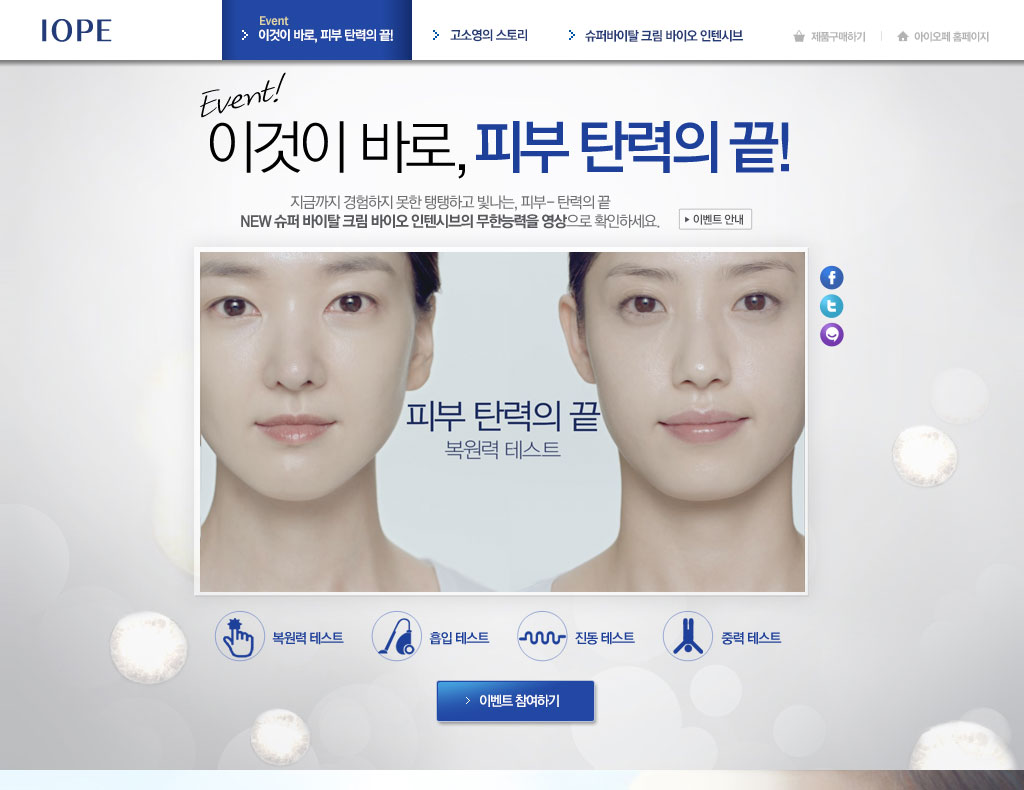 IOPE
Event
이것이 바로, 피부 탄력의 끝!
고소영의 스토리
슈퍼바이탈 크림 바이오 인텐시브
제품구매하기
아이오페 홈페이지
Event!
이것이 바로, 피부 탄력의 끝!
지금까지 경험하지 못한 탱탱하고 빛나는, 피부- 탄력의 끝
NEW 슈퍼 바이탈 크림 바이오 인텐시브의 무한능력을 영상으로 확인하세요.
이벤트 안내
피부 탄력의 끝
복원력 테스트
복원력 테스트
흡입 테스트
진동 테스트
중력 테스트
이벤트 참여하기